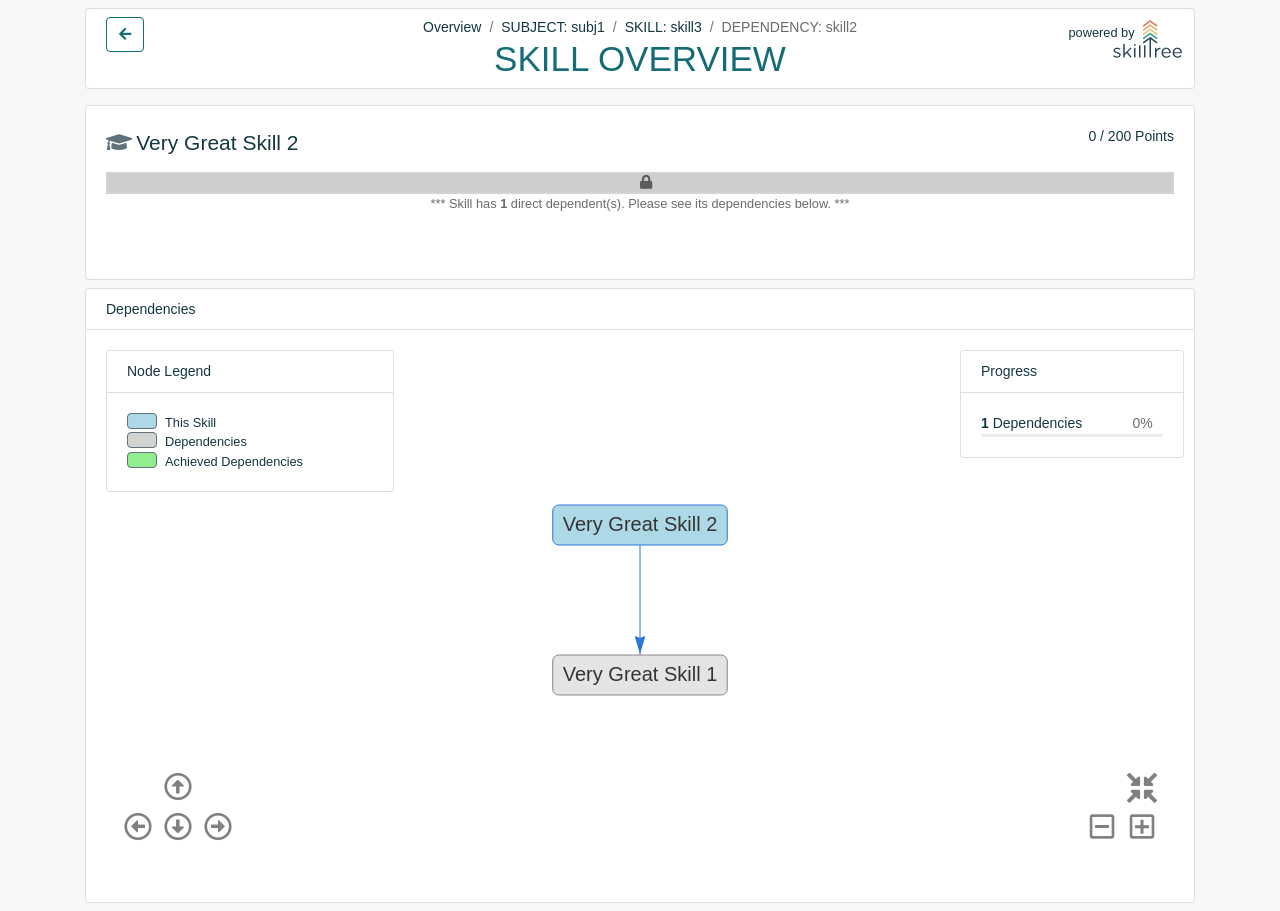 Overview / SUBJECT: subj1 / SKILL: skill3 / DEPENDENCY: skill2
SKILL OVERVIEW
powered by
skilltree
Very Great Skill 2
0 / 200 Points
*** Skill has 1 direct dependent(s). Please see its dependencies below. ***
Dependencies
Node Legend
This Skill
Dependencies
Achieved Dependencies
Progress
1 Dependencies 0%
Very Great Skill 2
Very Great Skill 1